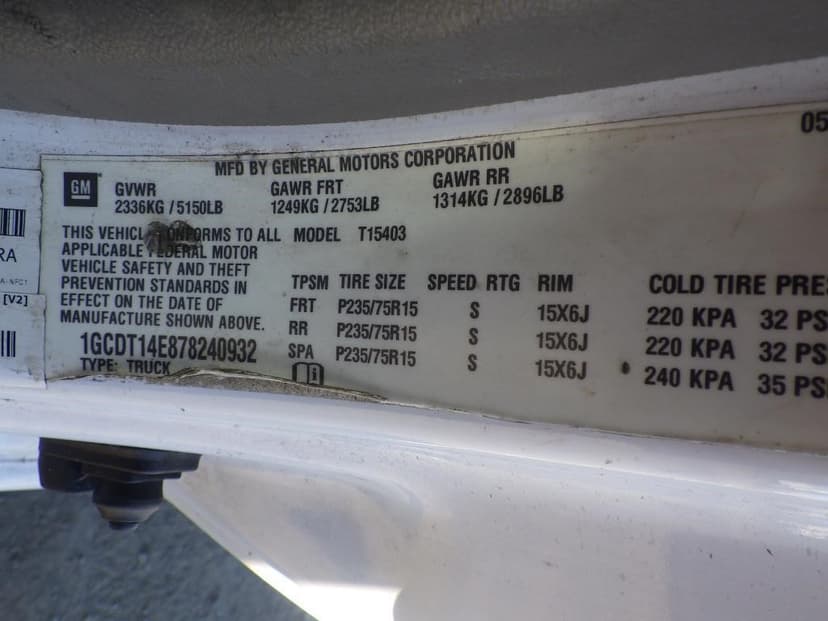 05
MFD BY GENERAL MOTORS CORPORATION
GM
GVWR GAWR FRT GAWR RR
2336KG / 5150LB 1249KG / 2753LB 1314KG / 2896LB
THIS VEHICLE CONFORMS TO ALL MODEL T15403
APPLICABLE FEDERAL MOTOR
VEHICLE SAFETY AND THEFT
PREVENTION STANDARDS IN
EFFECT ON THE DATE OF
MANUFACTURE SHOWN ABOVE.
1GCDT14E878240932
TYPE: TRUCK
TPSM TIRE SIZE SPEED RTG RIM COLD TIRE PRE
FRT P235/75R15 S 15X6J 220 KPA 32 PS
RR P235/75R15 S 15X6J 220 KPA 32 PS
SPA P235/75R15 S 15X6J 240 KPA 35 PS
i
RA
A-NFC1
[V2]